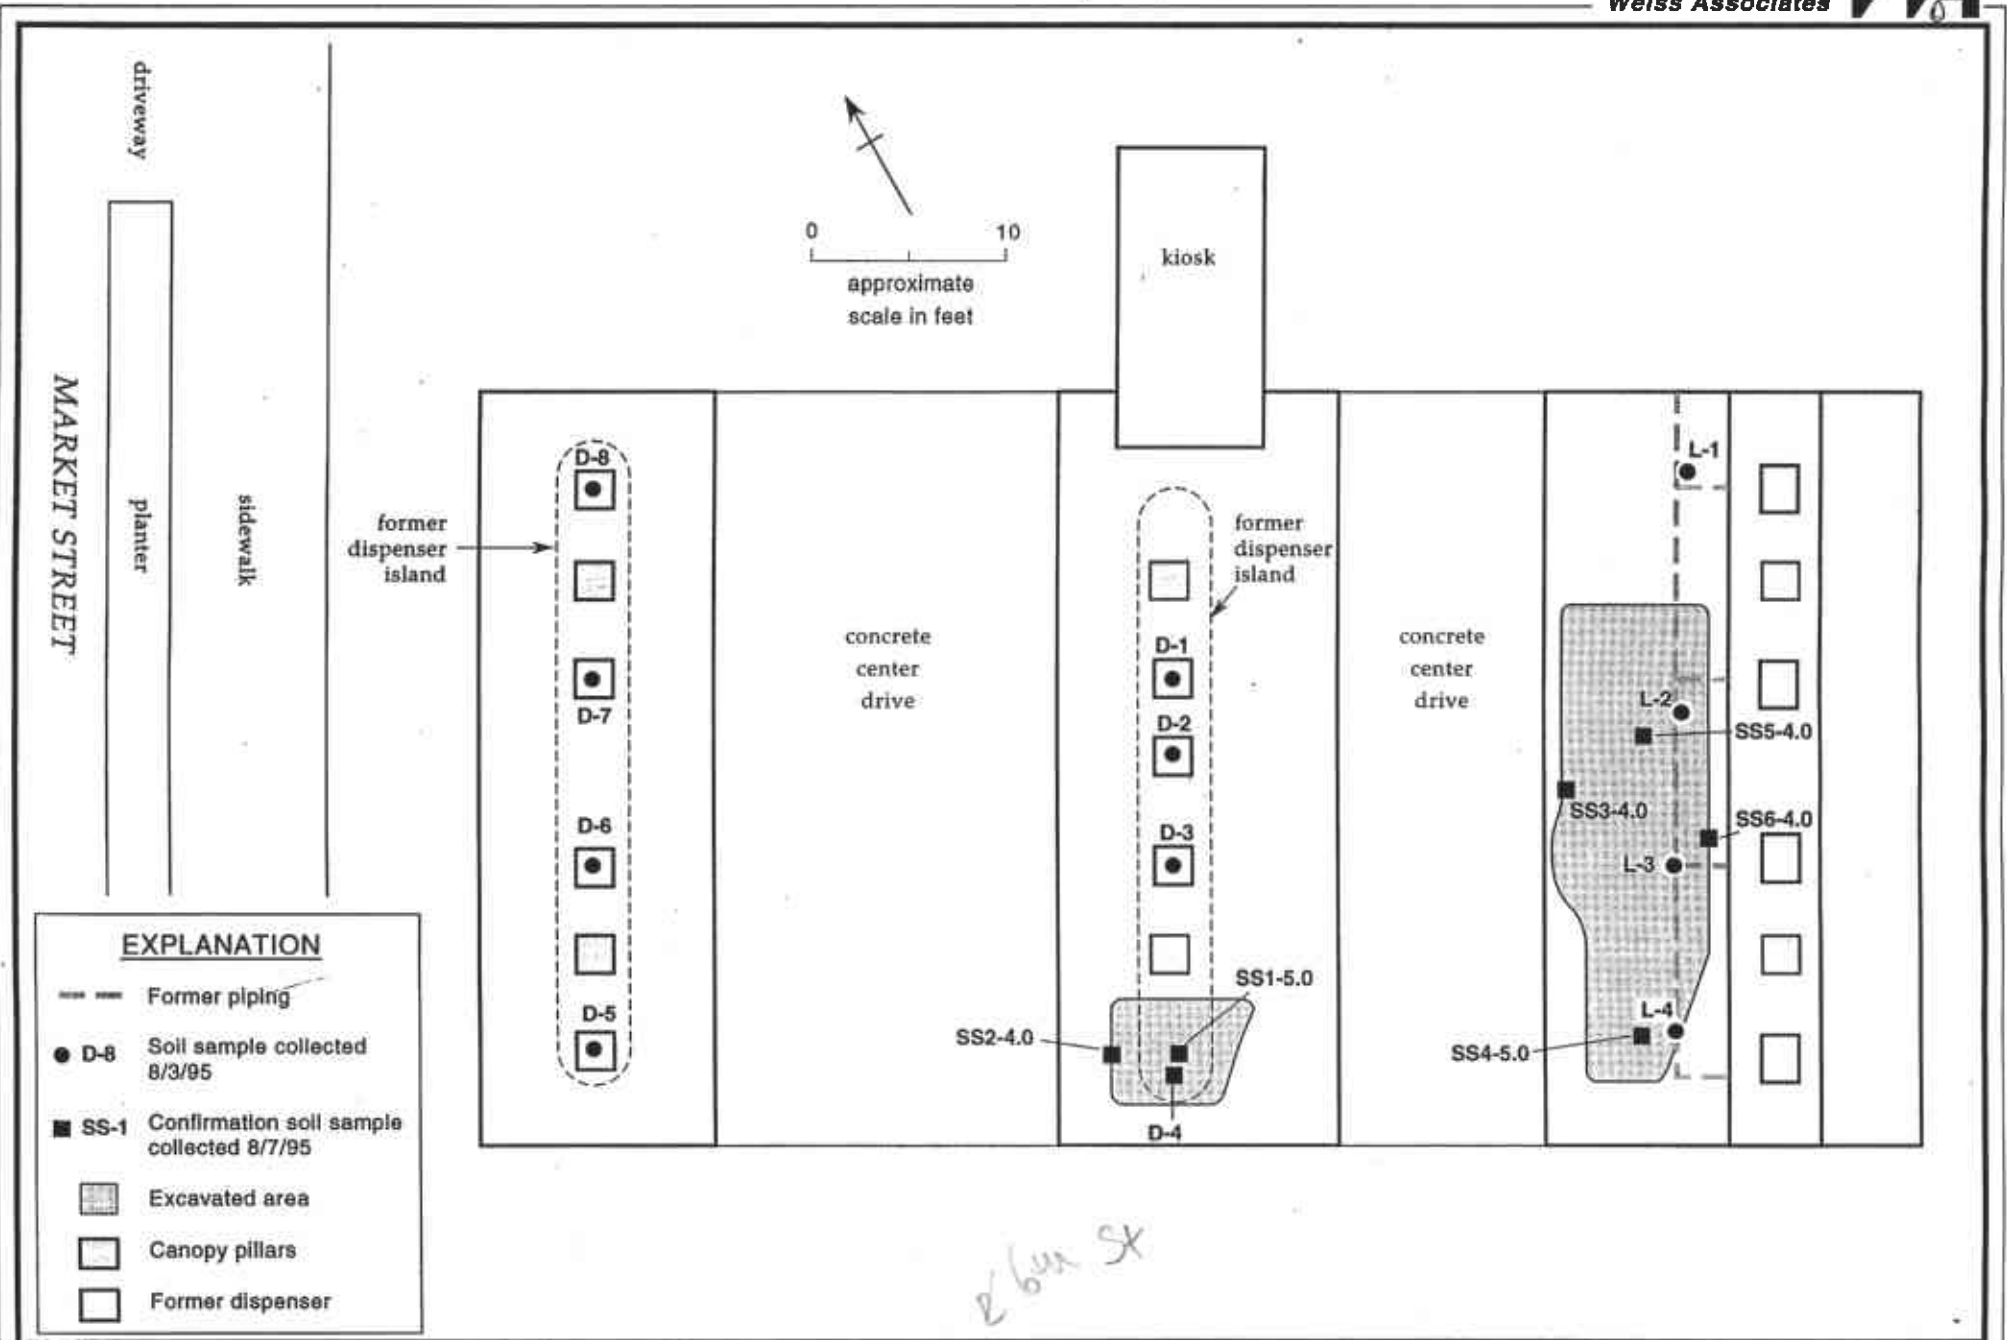 Weiss Associates
driveway
MARKET STREET
planter
sidewalk
0 10
approximate
scale in feet
kiosk
former
dispenser
island
D-8
D-7
D-6
D-5
concrete
center
drive
former
dispenser
island
D-1
D-2
D-3
SS1-5.0
SS2-4.0
D-4
concrete
center
drive
L-1
L-2
SS5-4.0
SS3-4.0
SS6-4.0
L-3
L-4
SS4-5.0
EXPLANATION
Former piping
D-8 Soil sample collected
8/3/95
SS-1 Confirmation soil sample
collected 8/7/95
Excavated area
Canopy pillars
Former dispenser
St